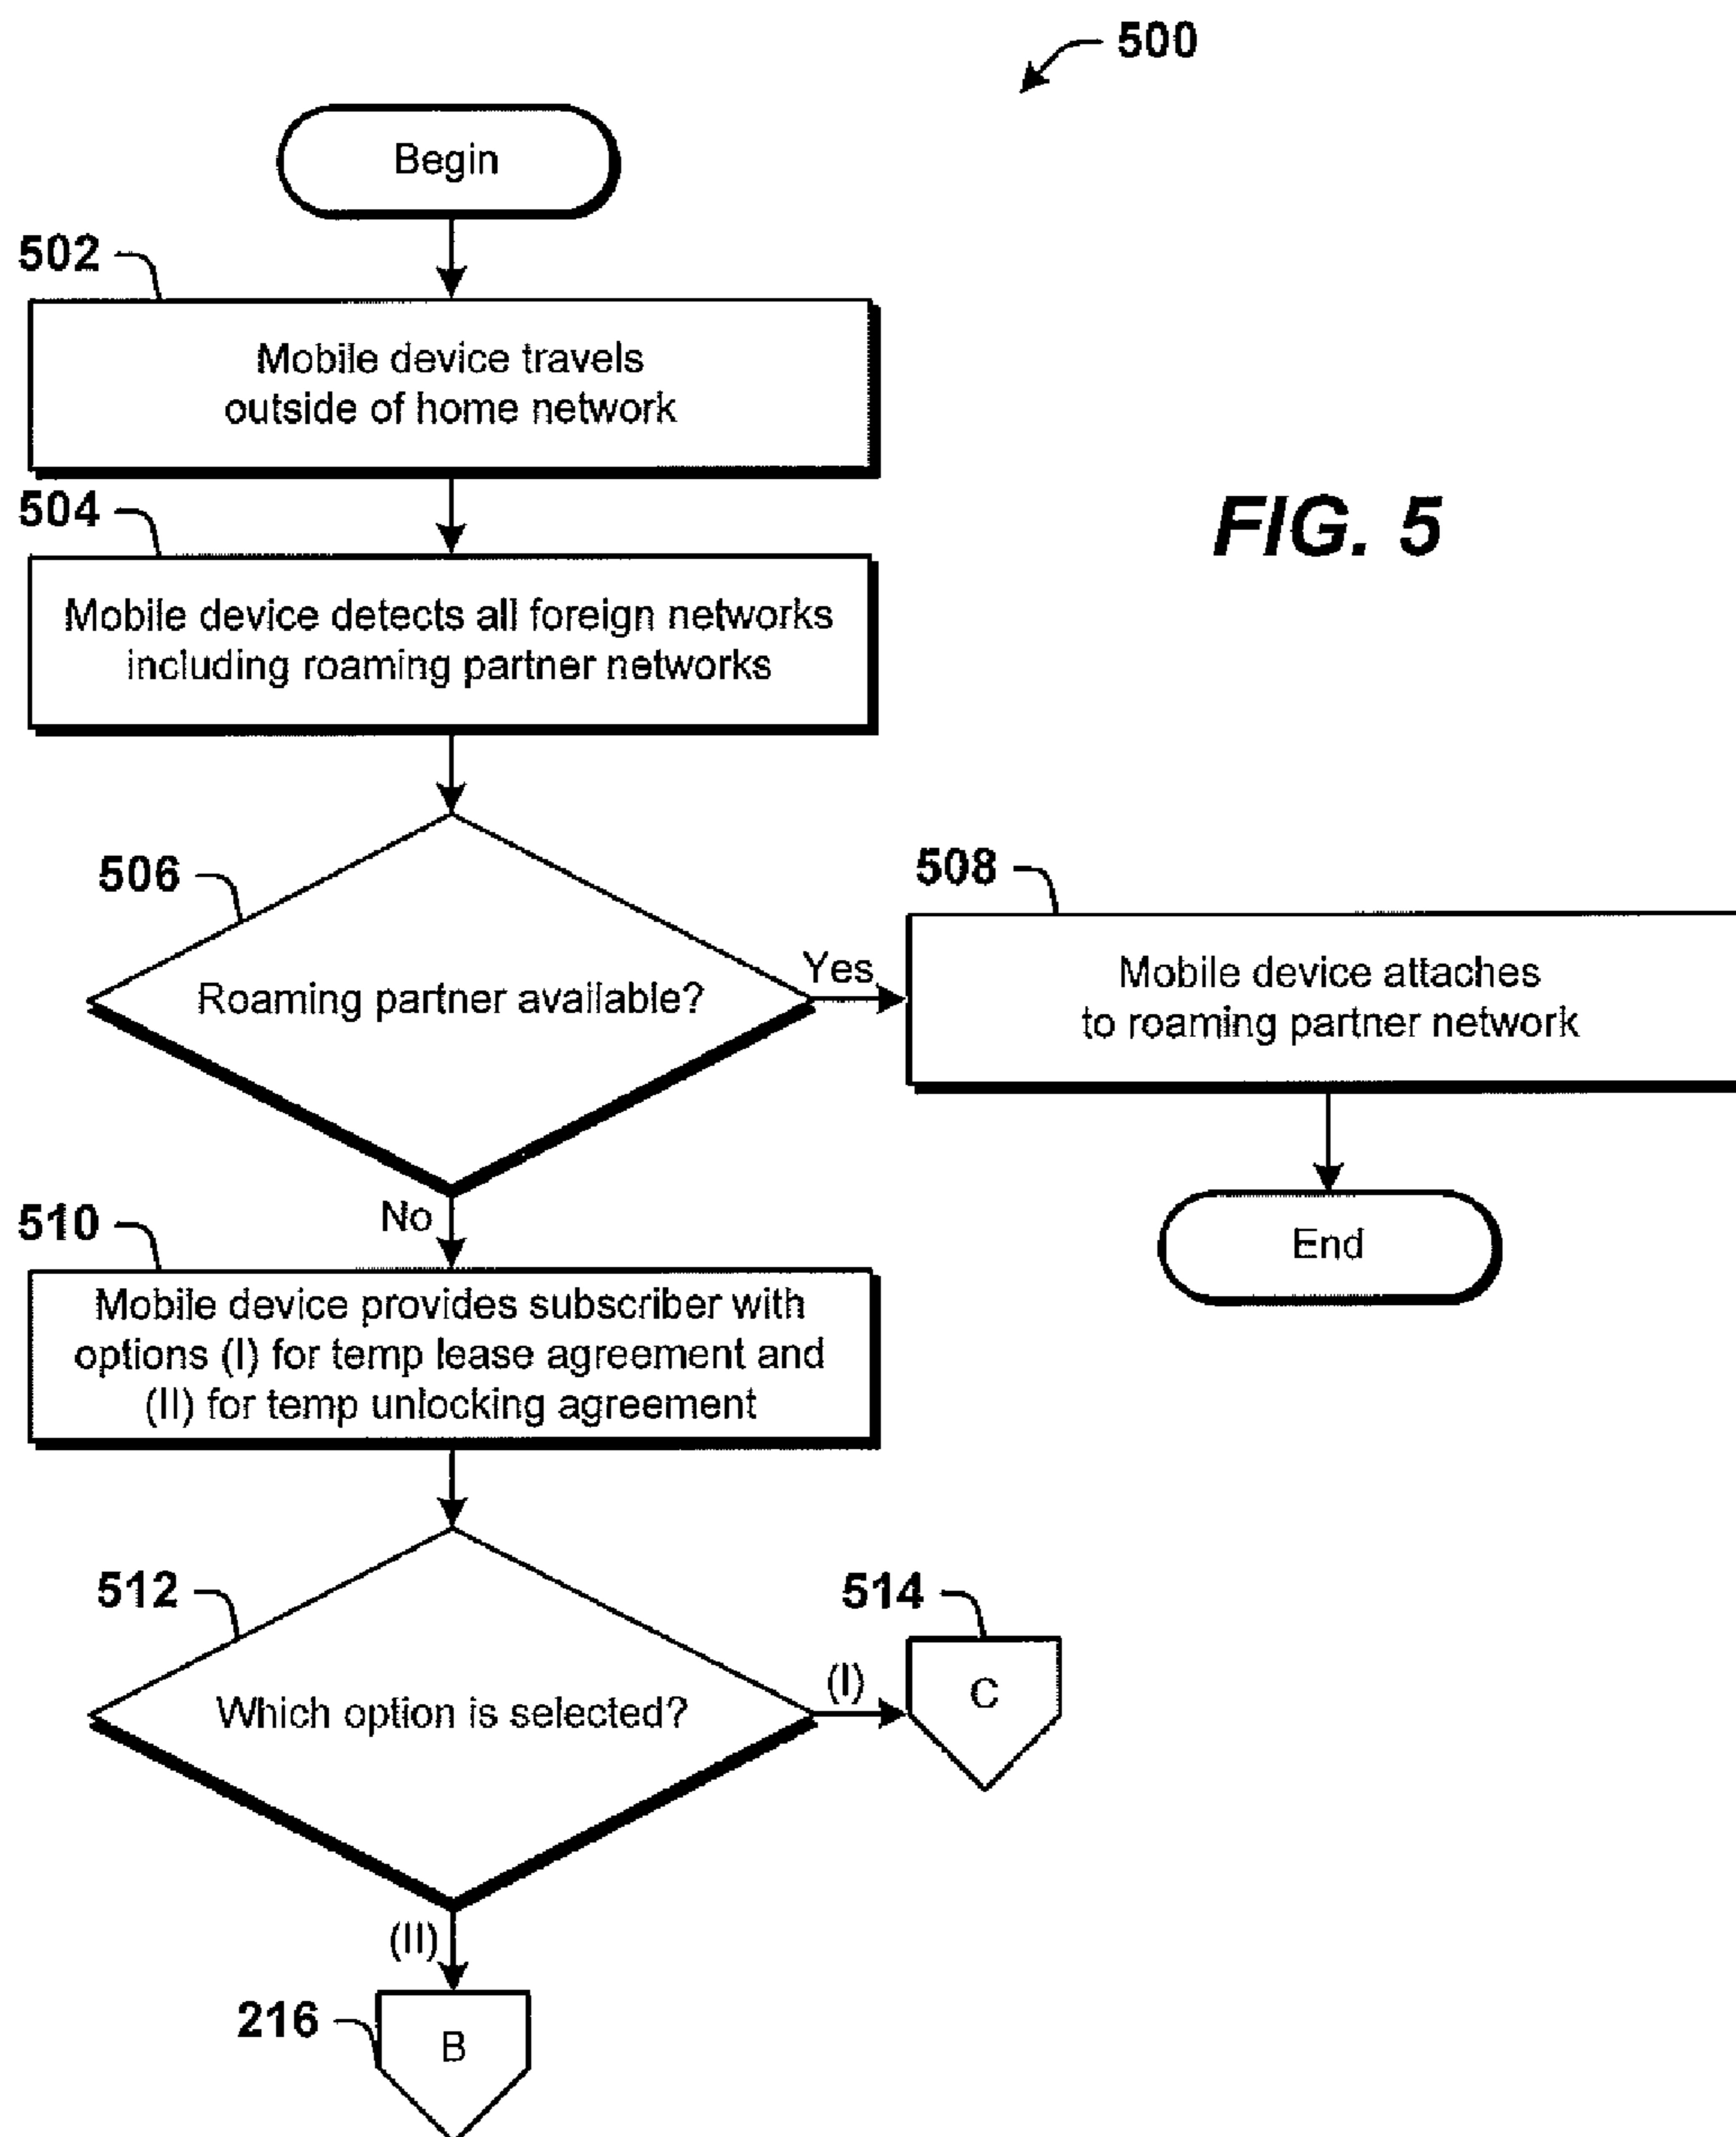 500
Begin
502
Mobile device travels
outside of home network
504
FIG. 5
Mobile device detects all foreign networks
including roaming partner networks
506
508
Roaming partner available?
Yes
Mobile device attaches
to roaming partner network
No
End
510
Mobile device provides subscriber with
options (I) for temp lease agreement and
(II) for temp unlocking agreement
512
514
Which option is selected?
(I)
C
(II)
216
B